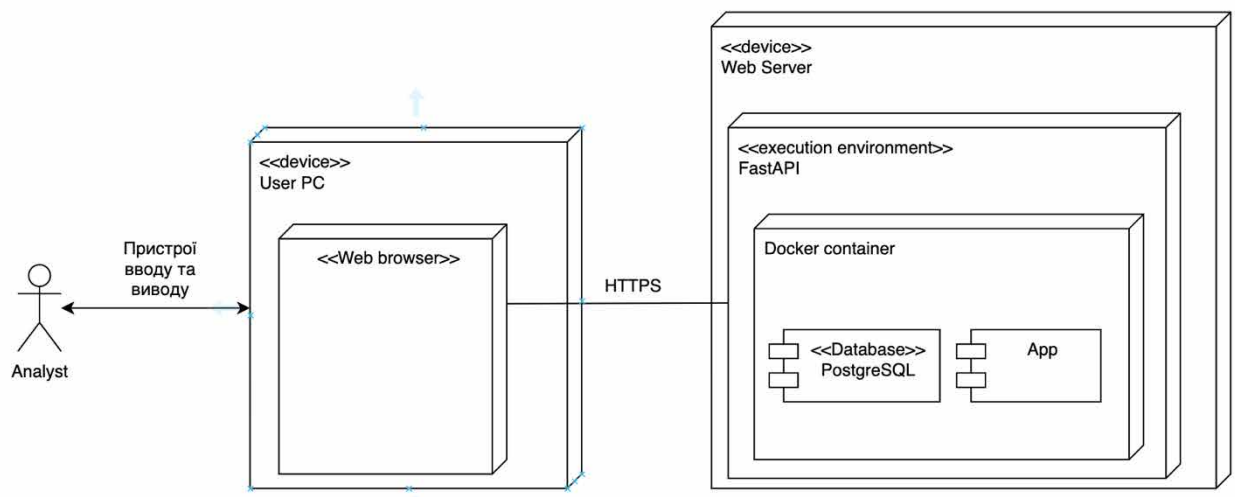 <<device>>
Web Server
<<device>>
User PC
<<execution environment>>
FastAPI
Пристрої
вводу та
виводу
<<Web browser>>
Docker container
HTTPS
<<Database>>
PostgreSQL
App
Analyst